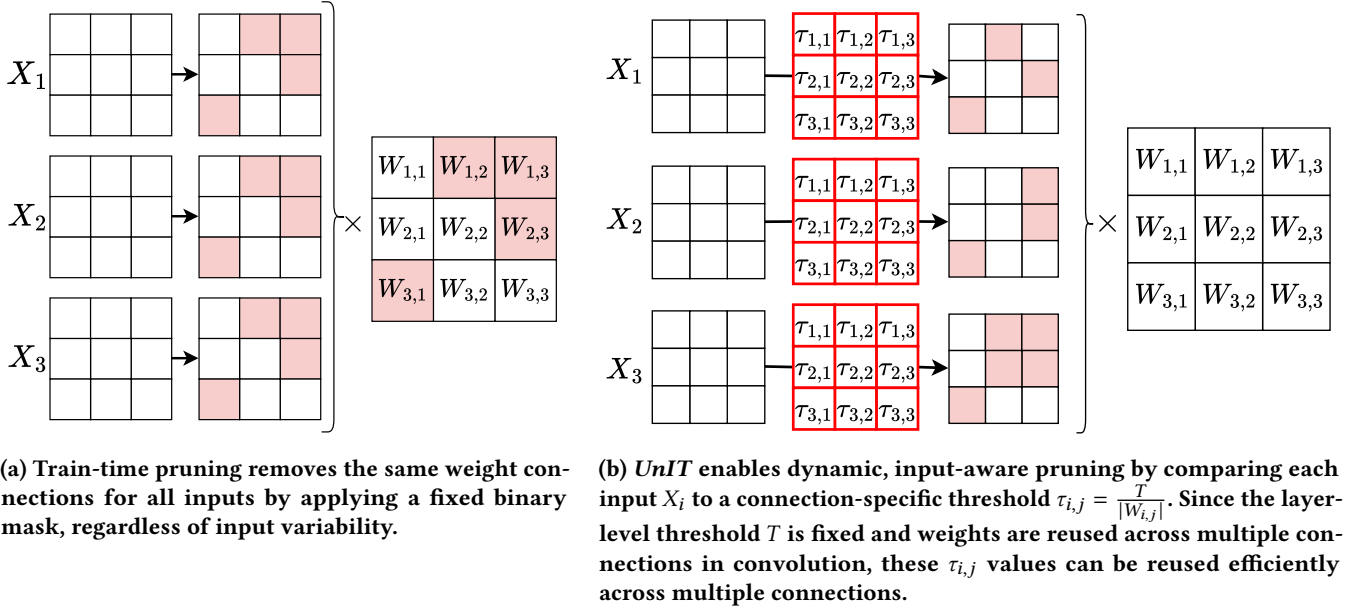 X₁
X₂
X₃
×
W₁,₁ W₁,₂ W₁,₃
W₂,₁ W₂,₂ W₂,₃
W₃,₁ W₃,₂ W₃,₃
(a) Train-time pruning removes the same weight con-
nections for all inputs by applying a fixed binary
mask, regardless of input variability.
X₁
τ₁,₁ τ₁,₂ τ₁,₃
τ₂,₁ τ₂,₂ τ₂,₃
τ₃,₁ τ₃,₂ τ₃,₃
X₂
τ₁,₁ τ₁,₂ τ₁,₃
τ₂,₁ τ₂,₂ τ₂,₃
τ₃,₁ τ₃,₂ τ₃,₃
X₃
τ₁,₁ τ₁,₂ τ₁,₃
τ₂,₁ τ₂,₂ τ₂,₃
τ₃,₁ τ₃,₂ τ₃,₃
×
W₁,₁ W₁,₂ W₁,₃
W₂,₁ W₂,₂ W₂,₃
W₃,₁ W₃,₂ W₃,₃
(b) UnIT enables dynamic, input-aware pruning by comparing each
input Xᵢ to a connection-specific threshold τᵢ,ⱼ = T/|Wᵢ,ⱼ|. Since the layer-
level threshold T is fixed and weights are reused across multiple con-
nections in convolution, these τᵢ,ⱼ values can be reused efficiently
across multiple connections.